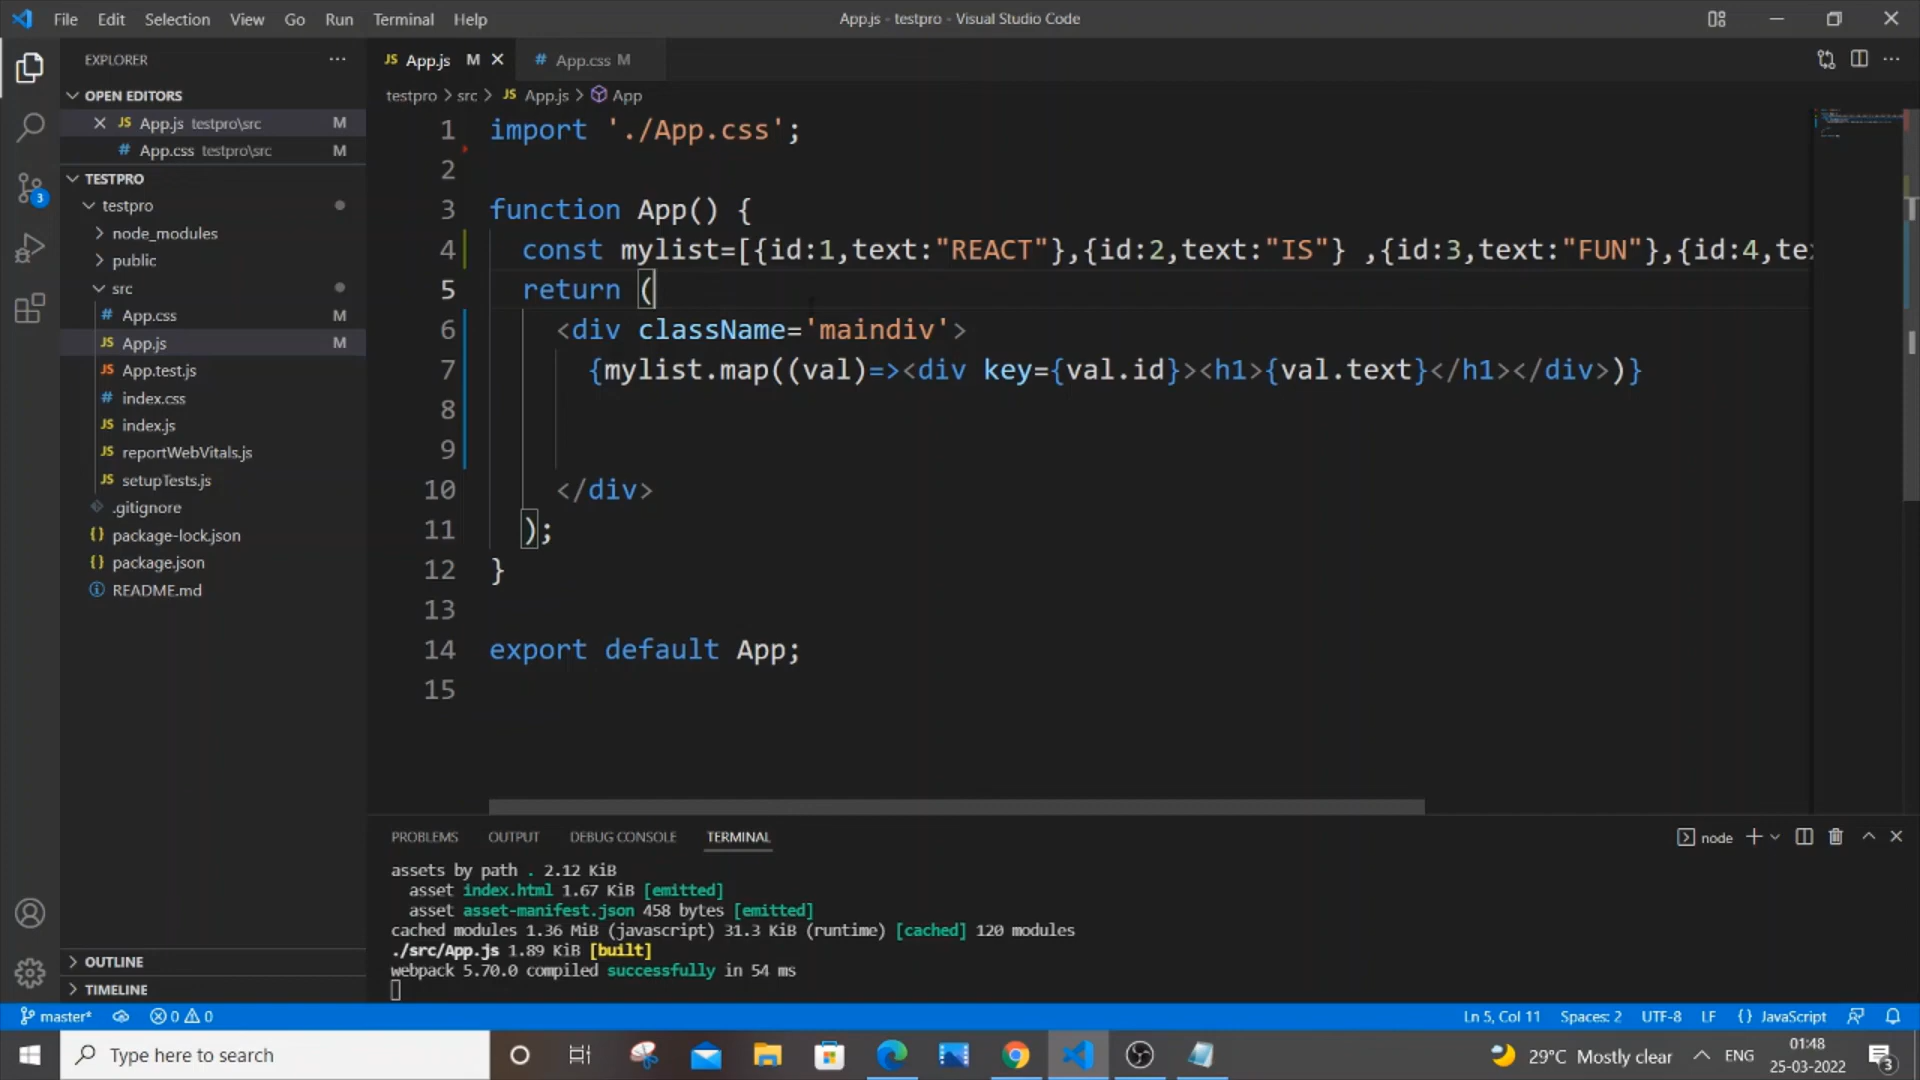 File Edit Selection View Go Run Terminal Help
App.js - testpro - Visual Studio Code
EXPLORER
OPEN EDITORS
JS App.js testpro\src M
# App.css testpro\src M
TESTPRO
testpro
node_modules
public
src
# App.css M
JS App.js M
JS App.test.js
# index.css
JS index.js
JS reportWebVitals.js
JS setupTests.js
.gitignore
{} package-lock.json
{} package.json
README.md
OUTLINE
TIMELINE
3
JS App.js M
# App.css M
testpro > src > JS App.js > App
1 import './App.css';
2
3 function App() {
4 const mylist=[{id:1,text:"REACT"},{id:2,text:"IS"} ,{id:3,text:"FUN"},{id:4,te
5 return (
6 <div className='maindiv'>
7 {mylist.map((val)=><div key={val.id}><h1>{val.text}</h1></div>)}
8
9
10 </div>
11 );
12 }
13
14 export default App;
15
PROBLEMS OUTPUT DEBUG CONSOLE TERMINAL
node
assets by path . 2.12 KiB
asset index.html 1.67 KiB [emitted]
asset asset-manifest.json 458 bytes [emitted]
cached modules 1.36 MiB (javascript) 31.3 KiB (runtime) [cached] 120 modules
./src/App.js 1.89 KiB [built]
webpack 5.70.0 compiled successfully in 54 ms
master* 0 0
Ln 5, Col 11 Spaces: 2 UTF-8 LF {} JavaScript
Type here to search
29°C Mostly clear
ENG
01:48
25-03-2022
3